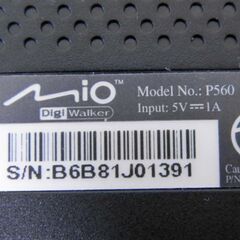 Mio™
DigiWalker
Model No.: P560
Input: 5V⎓1A
S/N:B6B81J01391
P/N